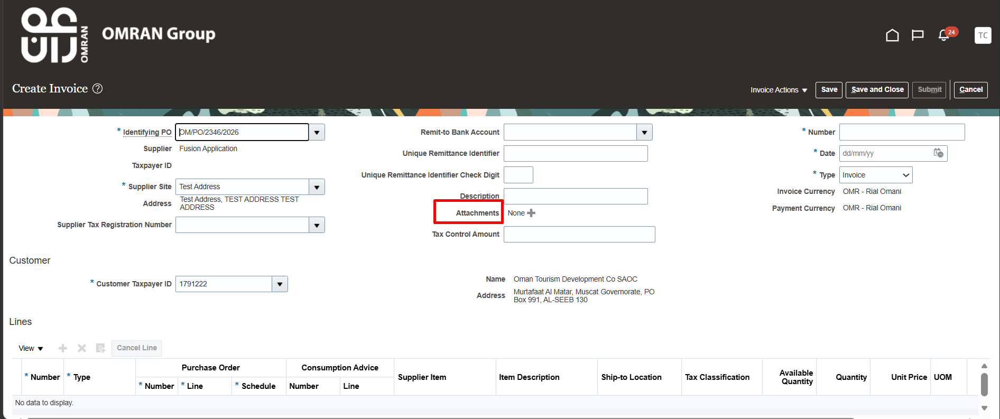 عمران
OMRAN
OMRAN Group
24
TC
Create Invoice ?
Invoice Actions
Save
Save and Close
Submit
Cancel
* Identifying PO OM/PO/2346/2026
Supplier Fusion Application
Taxpayer ID
* Supplier Site Test Address
Address Test Address, TEST ADDRESS TEST
ADDRESS
Supplier Tax Registration Number
Remit-to Bank Account
Unique Remittance Identifier
Unique Remittance Identifier Check Digit
Description
Attachments None
Tax Control Amount
* Number
* Date dd/mm/yy
* Type Invoice
Invoice Currency OMR - Rial Omani
Payment Currency OMR - Rial Omani
Customer
* Customer Taxpayer ID 1791222
Name Oman Tourism Development Co SAOC
Address Murtafaat Al Matar, Muscat Governorate, PO
Box 991, AL-SEEB 130
Lines
View
Cancel Line
Purchase Order Consumption Advice
* Number * Type * Number * Line * Schedule Number Line Supplier Item Item Description Ship-to Location Tax Classification Available Quantity Quantity Unit Price UOM
No data to display.